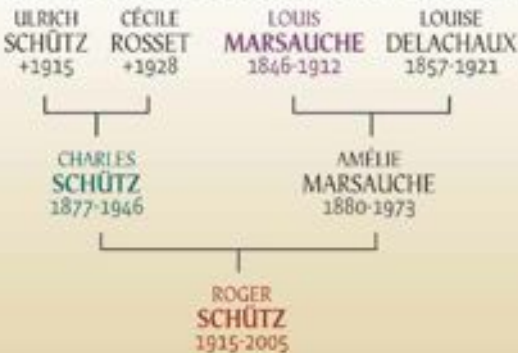 ULRICH
SCHÜTZ
+1915
CÉCILE
ROSSET
+1928
LOUIS
MARSAUCHE
1846-1912
LOUISE
DELACHAUX
1857-1921
CHARLES
SCHÜTZ
1877-1946
AMÉLIE
MARSAUCHE
1880-1973
ROGER
SCHÜTZ
1915-2005